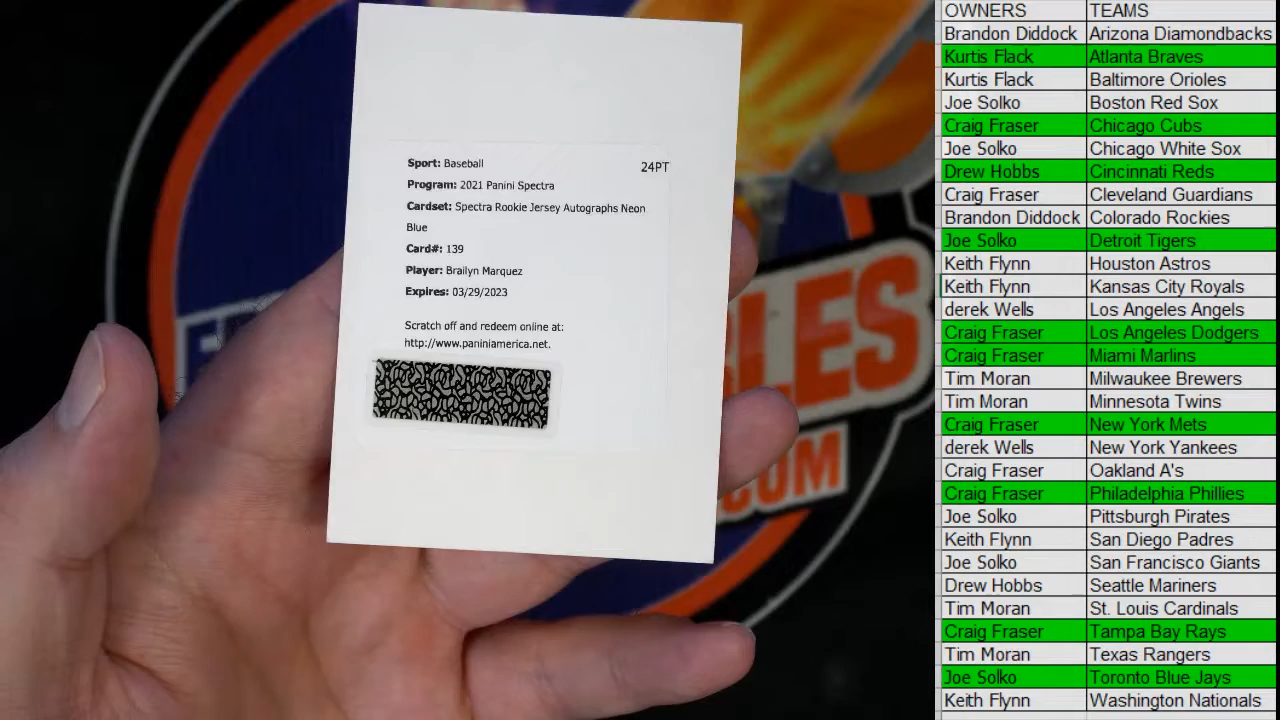 Sport: Baseball
24PT
Program: 2021 Panini Spectra
Cardset: Spectra Rookie Jersey Autographs Neon
Blue
Card#: 139
Player: Brailyn Marquez
Expires: 03/29/2023
Scratch off and redeem online at:
http://www.paniniamerica.net.
OWNERS TEAMS
Brandon Diddock Arizona Diamondbacks
Kurtis Flack Atlanta Braves
Kurtis Flack Baltimore Orioles
Joe Solko Boston Red Sox
Craig Fraser Chicago Cubs
Joe Solko Chicago White Sox
Drew Hobbs Cincinnati Reds
Craig Fraser Cleveland Guardians
Brandon Diddock Colorado Rockies
Joe Solko Detroit Tigers
Keith Flynn Houston Astros
Keith Flynn Kansas City Royals
derek Wells Los Angeles Angels
Craig Fraser Los Angeles Dodgers
Craig Fraser Miami Marlins
Tim Moran Milwaukee Brewers
Tim Moran Minnesota Twins
Craig Fraser New York Mets
derek Wells New York Yankees
Craig Fraser Oakland A's
Craig Fraser Philadelphia Phillies
Joe Solko Pittsburgh Pirates
Keith Flynn San Diego Padres
Joe Solko San Francisco Giants
Drew Hobbs Seattle Mariners
Tim Moran St. Louis Cardinals
Craig Fraser Tampa Bay Rays
Tim Moran Texas Rangers
Joe Solko Toronto Blue Jays
Keith Flynn Washington Nationals